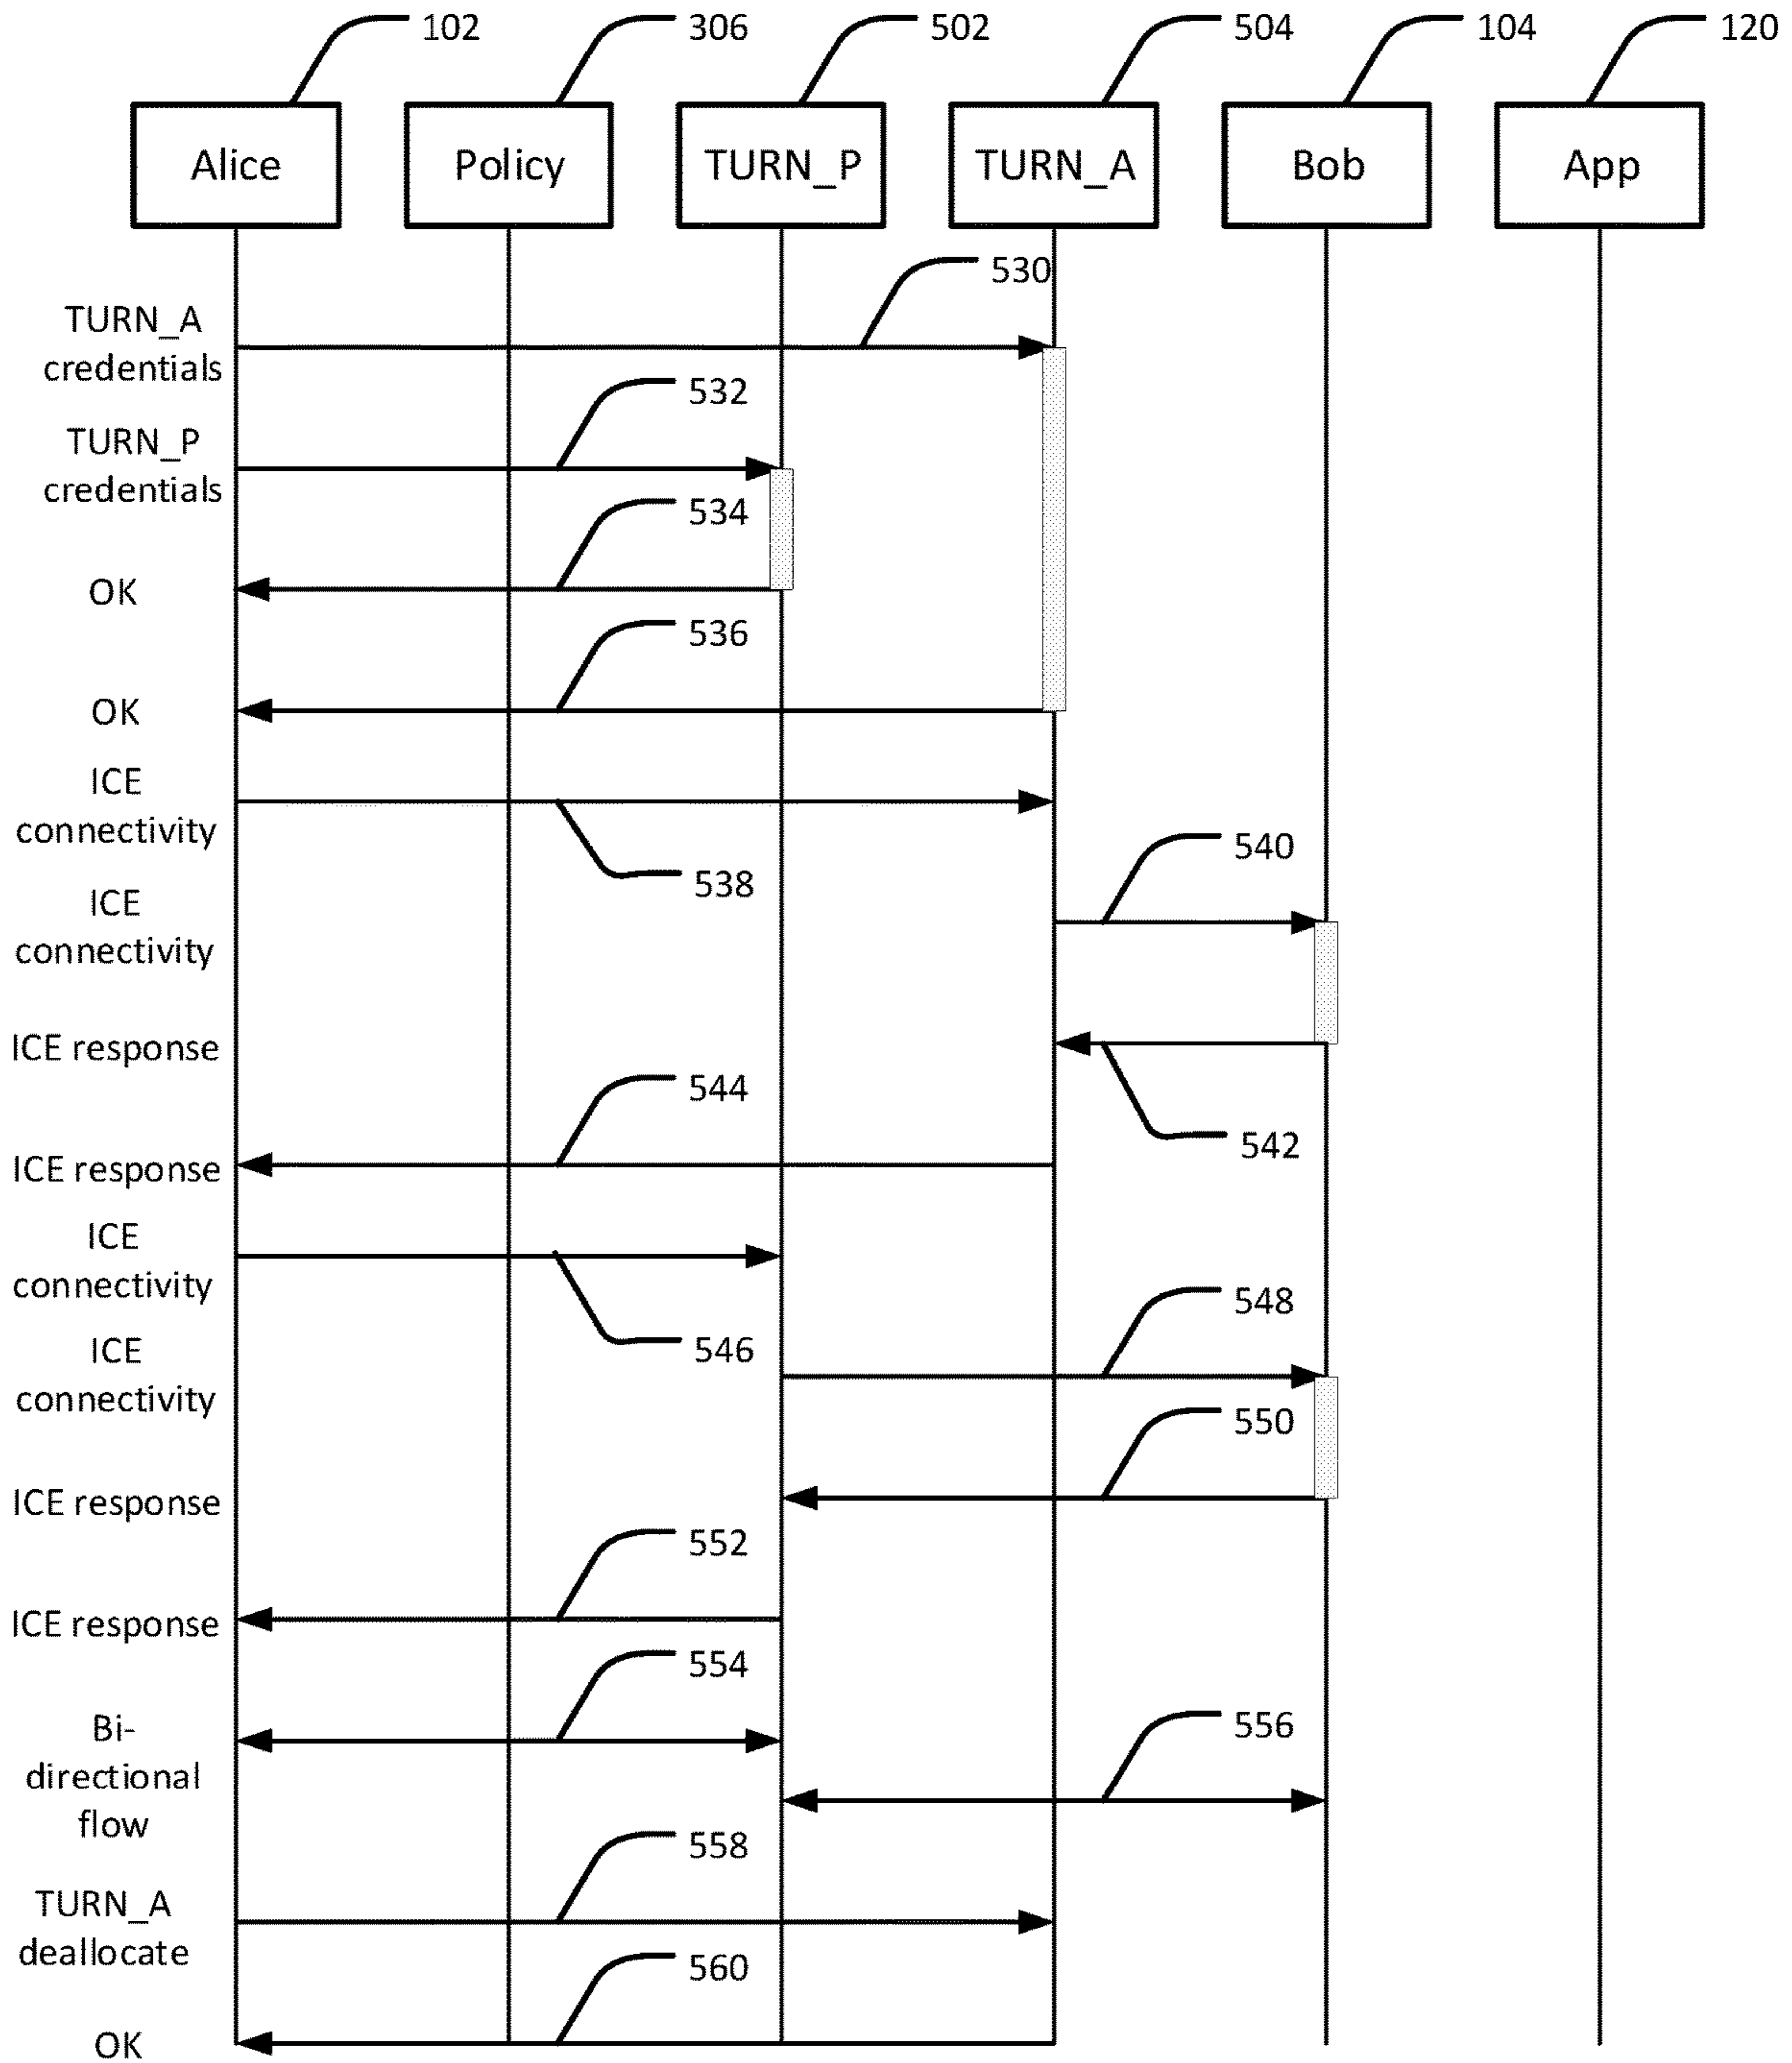 102
306
502
504
104
120
Alice
Policy
TURN_P
TURN_A
Bob
App
530
TURN_A
credentials
532
TURN_P
credentials
534
OK
536
OK
ICE
connectivity
538
540
ICE
connectivity
ICE response
542
544
ICE response
ICE
connectivity
546
548
ICE
connectivity
550
ICE response
552
ICE response
554
Bi-
directional
flow
556
558
TURN_A
deallocate
560
OK